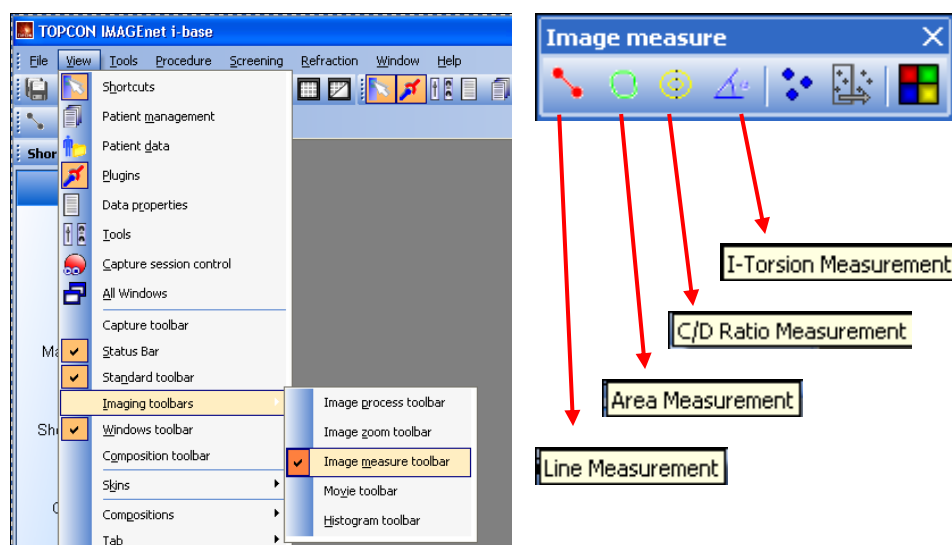 TOPCON IMAGEnet i-base
File View Tools Procedure Screening Refraction Window Help
Shortcuts
Patient management
Patient data
Shor
Plugins
Data properties
Tools
Capture session control
All Windows
Capture toolbar
Status Bar
Standard toolbar
Imaging toolbars
Windows toolbar
Composition toolbar
Skins
Compositions
Tab
Image process toolbar
Image zoom toolbar
Image measure toolbar
Movie toolbar
Histogram toolbar
Image measure
I-Torsion Measurement
C/D Ratio Measurement
Area Measurement
Line Measurement